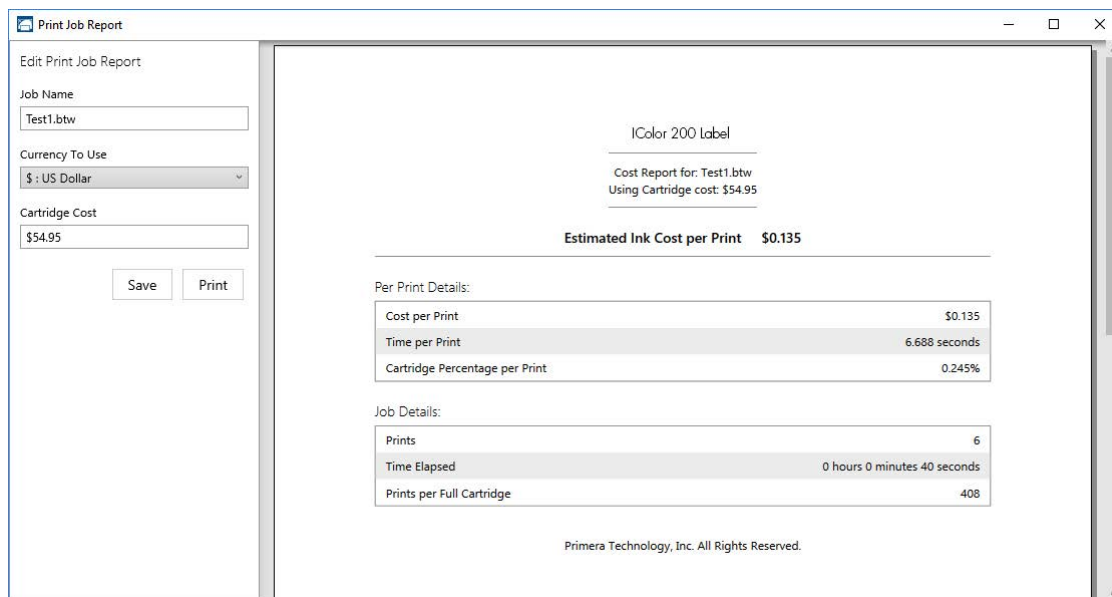 Print Job Report
Edit Print Job Report
Job Name
Test1.btw
Currency To Use
$ : US Dollar
Cartridge Cost
$54.95
Save Print
IColor 200 Label
Cost Report for: Test1.btw
Using Cartridge cost: $54.95
Estimated Ink Cost per Print $0.135
Per Print Details:
Cost per Print $0.135
Time per Print 6.688 seconds
Cartridge Percentage per Print 0.245%
Job Details:
Prints 6
Time Elapsed 0 hours 0 minutes 40 seconds
Prints per Full Cartridge 408
Primera Technology, Inc. All Rights Reserved.